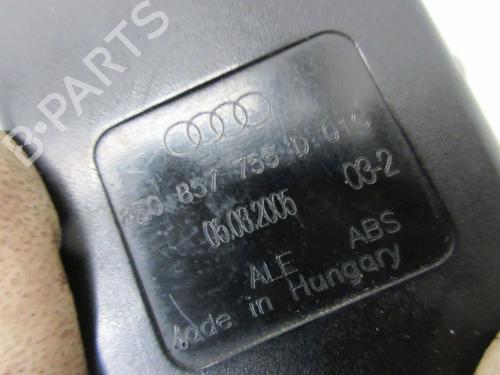 B-PARTS
8E0 857 755 D 01C
05.03.2005 03-2
ALE ABS
Made in Hungary